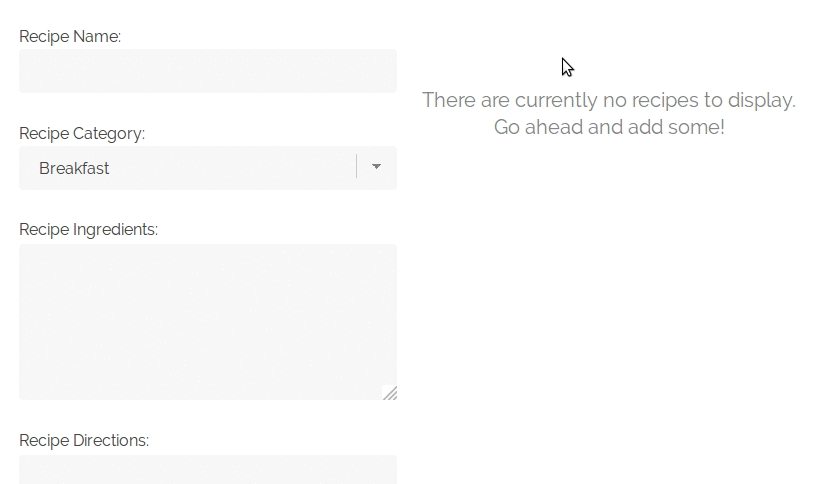 Recipe Name:
Recipe Category:
Breakfast
Recipe Ingredients:
Recipe Directions:
There are currently no recipes to display.
Go ahead and add some!